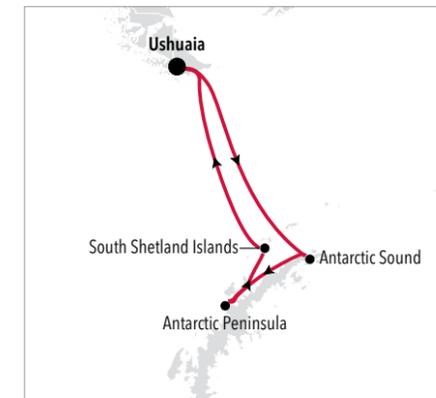 Ushuaia
South Shetland Islands
Antarctic Sound
Antarctic Peninsula